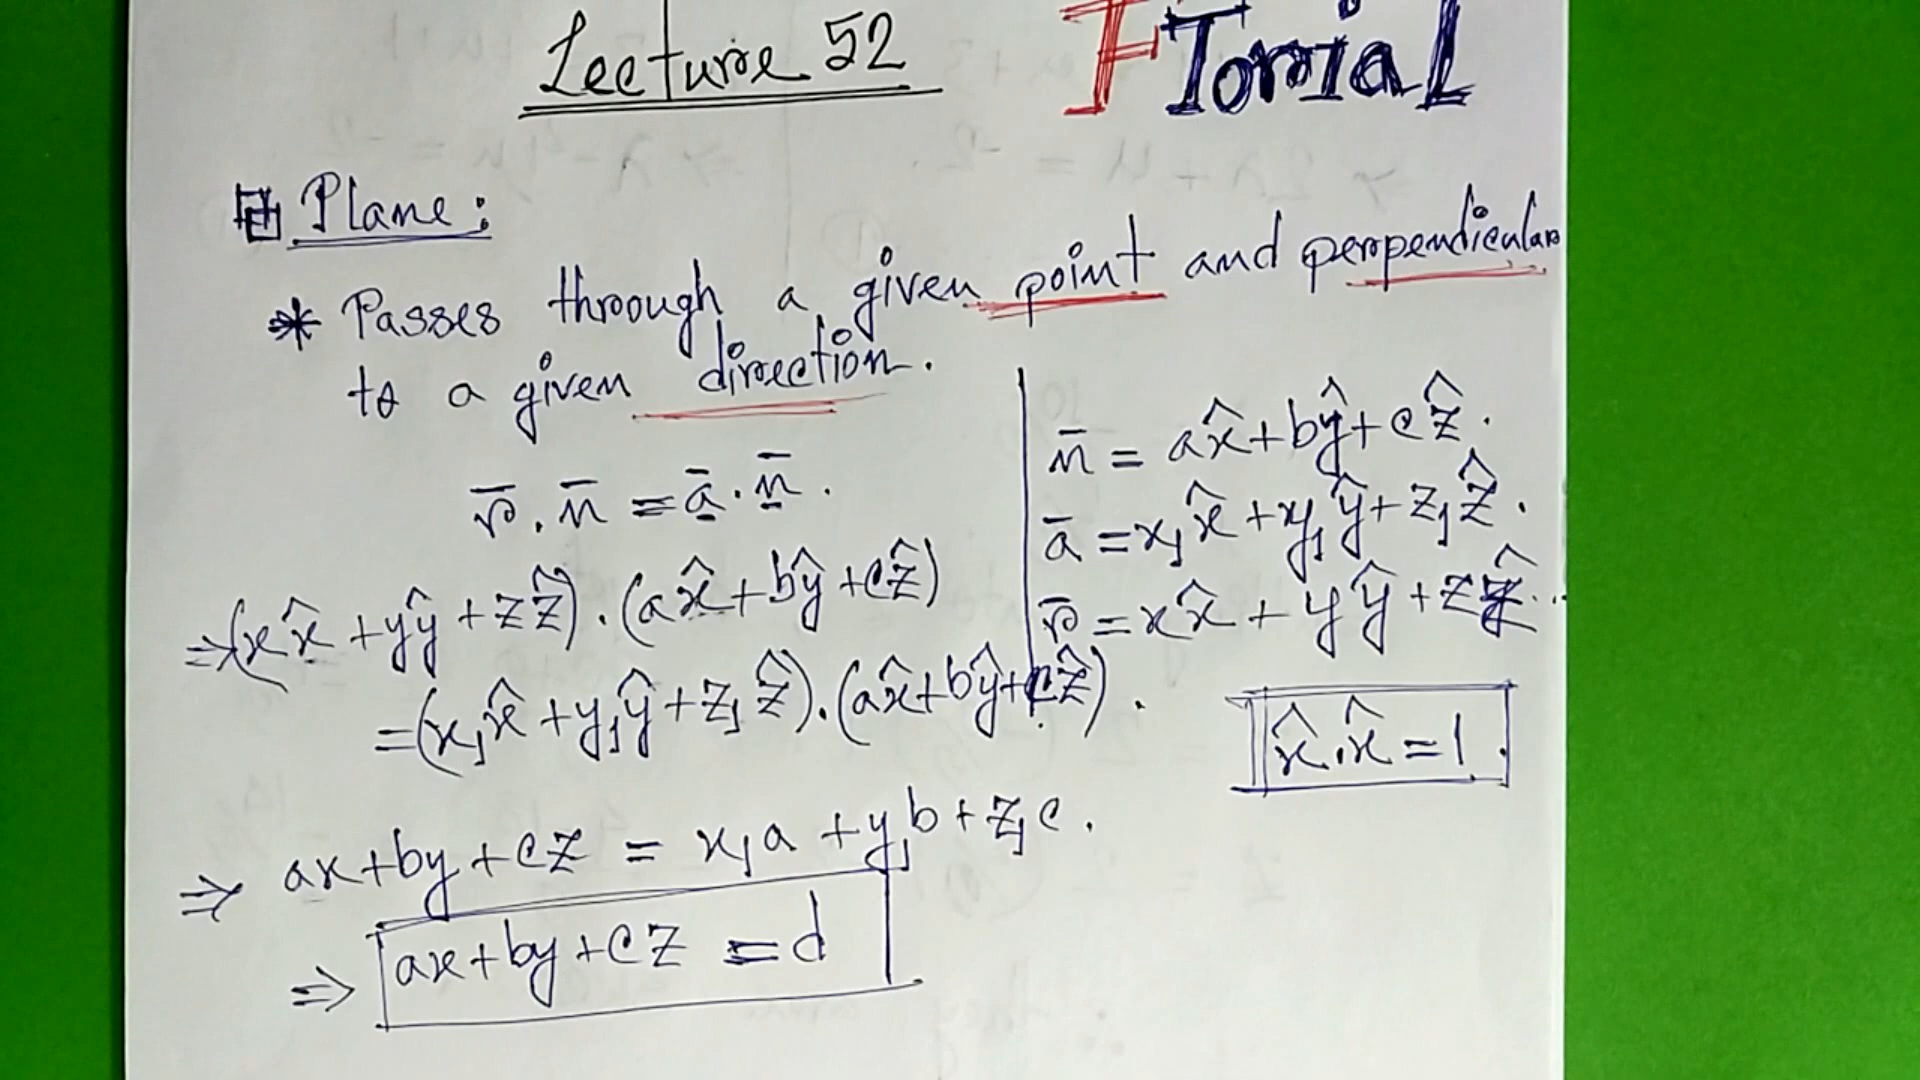 Lecture 52
FTorial
Plane:
* Passes through a given point and perpendicular
to a given direction.
r̄ . n̄ = ā . n̄ .
⇒ (xx̂ + yŷ + zẑ) . (ax̂ + bŷ + cẑ)
= (x₁x̂ + y₁ŷ + z₁ẑ) . (ax̂ + bŷ + cẑ) .
⇒ ax + by + cz = x₁a + y₁b + z₁c .
⇒ ax + by + cz = d
n̄ = ax̂ + bŷ + cẑ .
ā = x₁x̂ + y₁ŷ + z₁ẑ .
r̄ = xx̂ + yŷ + zẑ ..
x̂ . x̂ = 1 .